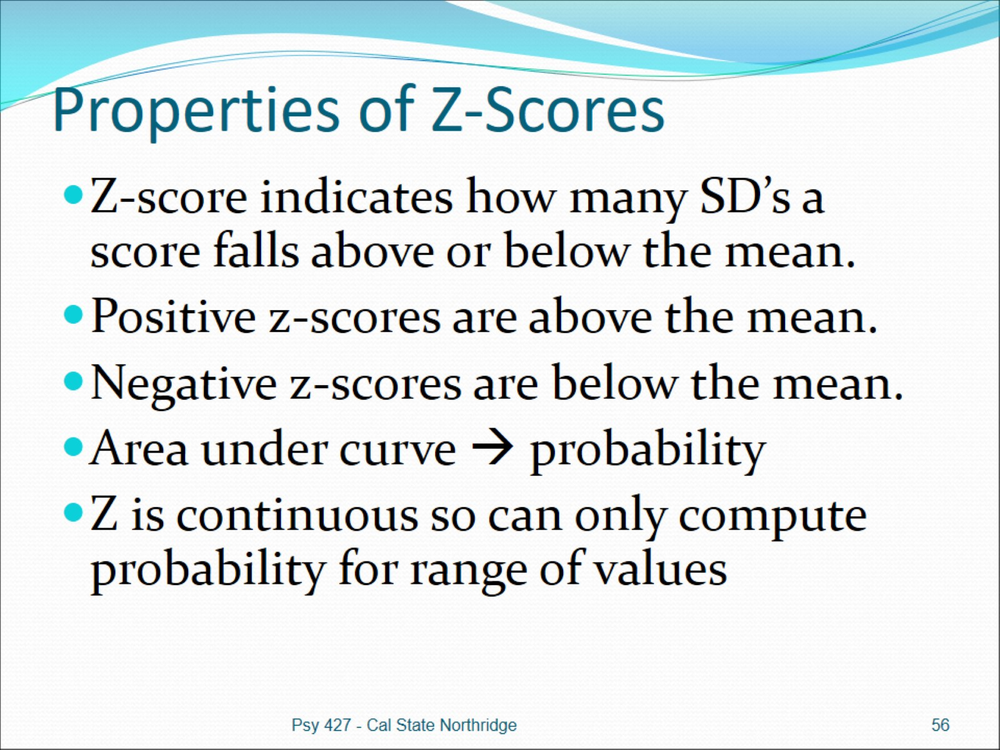 Properties of Z-Scores
•Z-score indicates how many SD’s a
score falls above or below the mean.
•Positive z-scores are above the mean.
•Negative z-scores are below the mean.
•Area under curve → probability
•Z is continuous so can only compute
probability for range of values
Psy 427 - Cal State Northridge
56